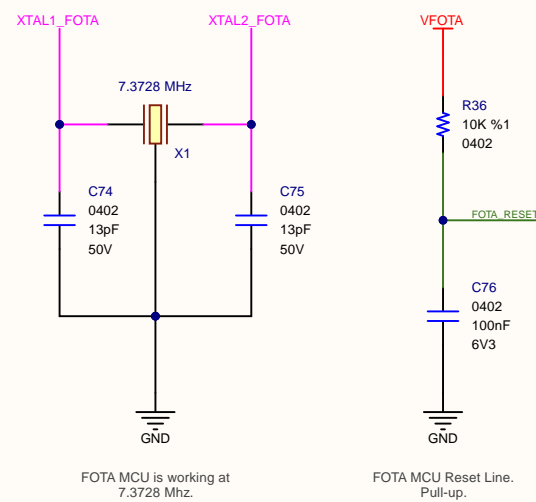 XTAL1_FOTA
XTAL2_FOTA
VFOTA
7.3728 MHz
X1
R36
10K %1
0402
C74
0402
13pF
50V
C75
0402
13pF
50V
FOTA_RESET
C76
0402
100nF
6V3
GND
GND
FOTA MCU is working at
7.3728 Mhz.
FOTA MCU Reset Line.
Pull-up.